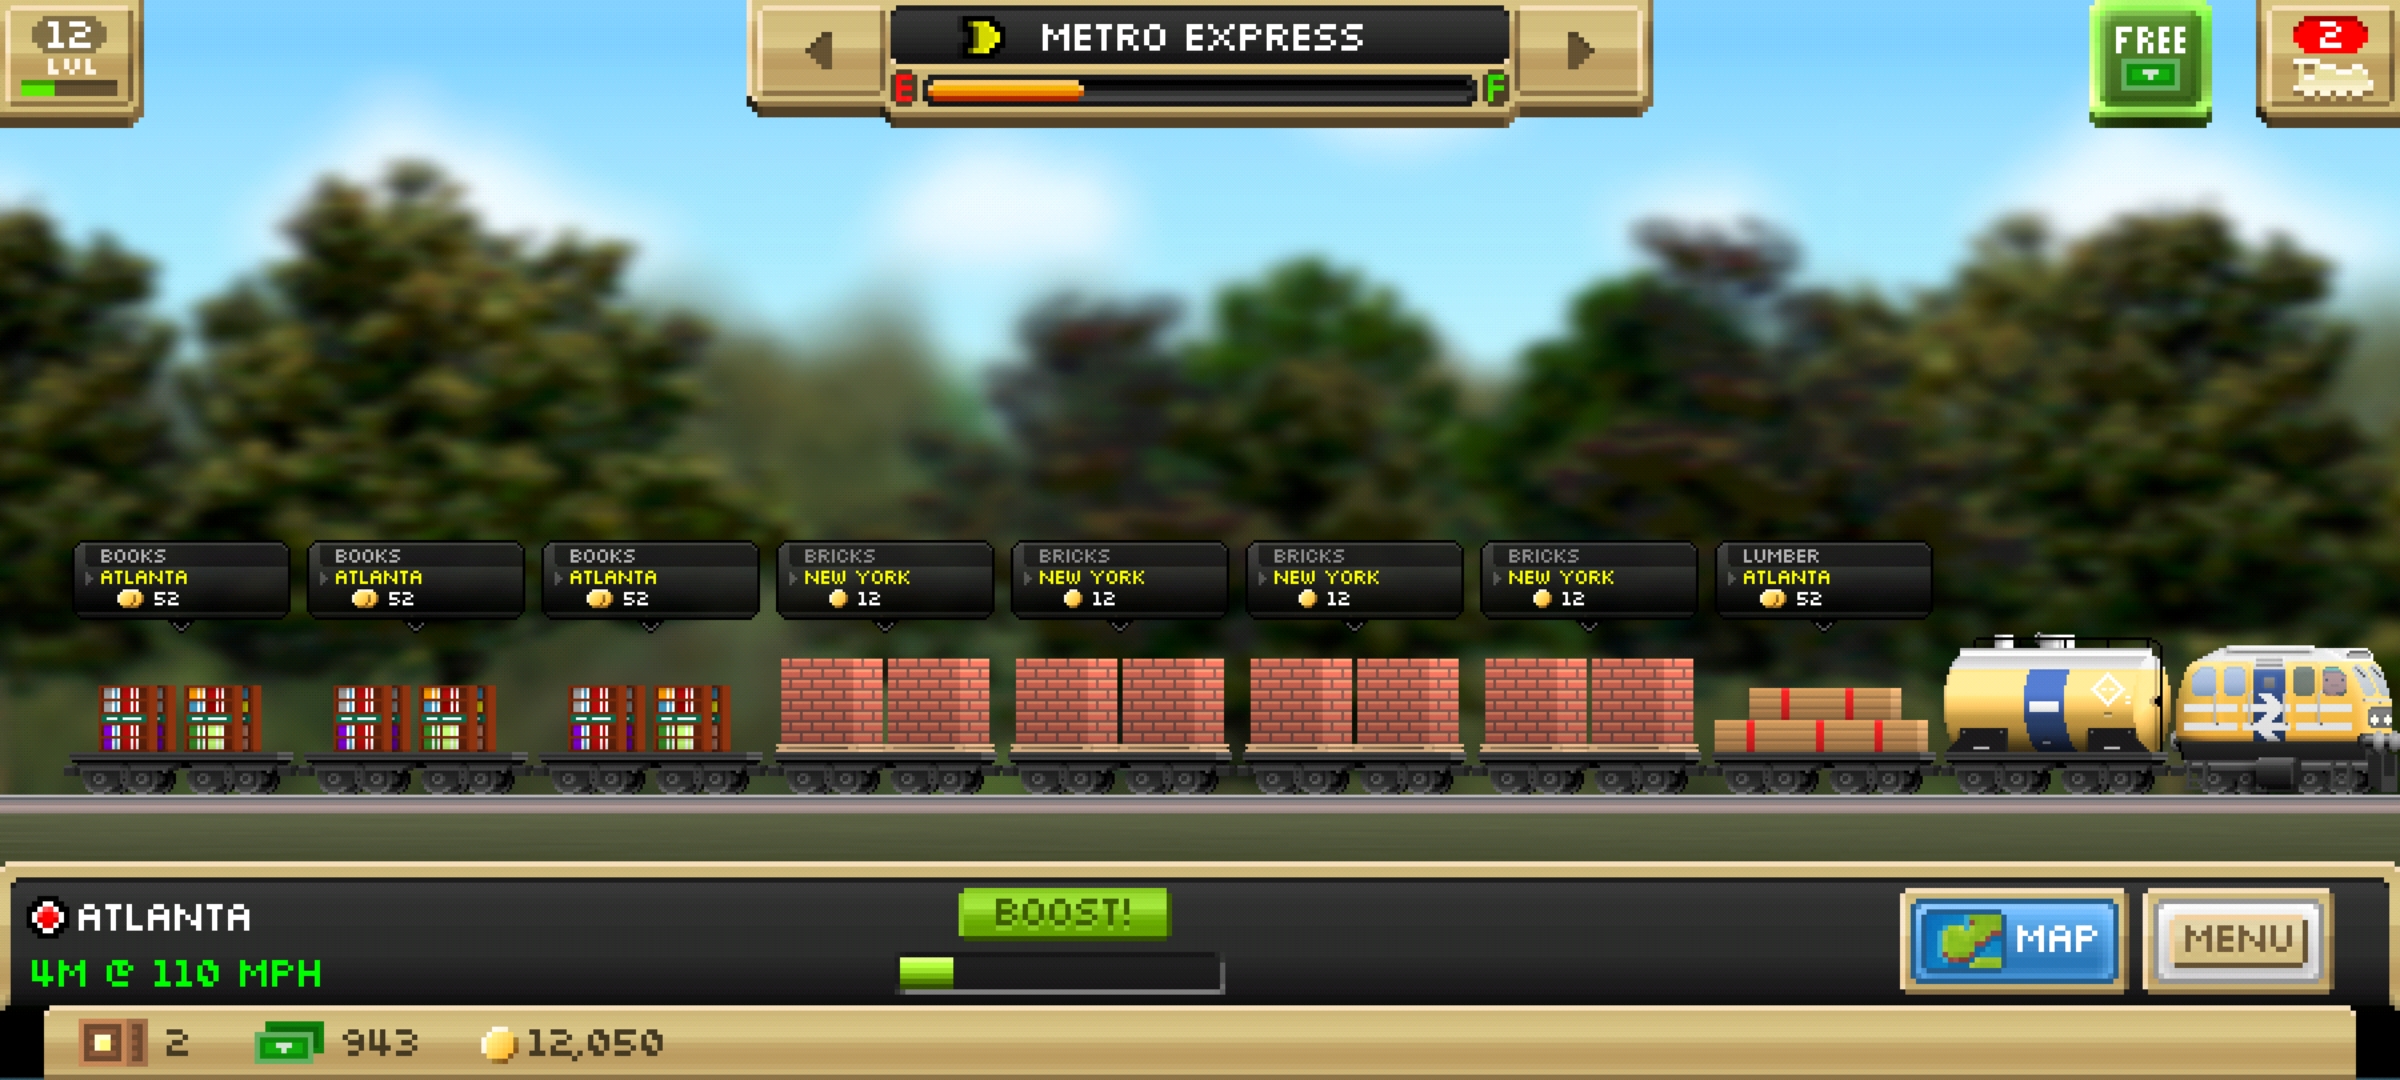 12
LVL
METRO EXPRESS
E F
FREE
2
BOOKS
ATLANTA
52
BOOKS
ATLANTA
52
BOOKS
ATLANTA
52
BRICKS
NEW YORK
12
BRICKS
NEW YORK
12
BRICKS
NEW YORK
12
BRICKS
NEW YORK
12
LUMBER
ATLANTA
52
ATLANTA
4M @ 110 MPH
BOOST!
MAP
MENU
2 943 12,050